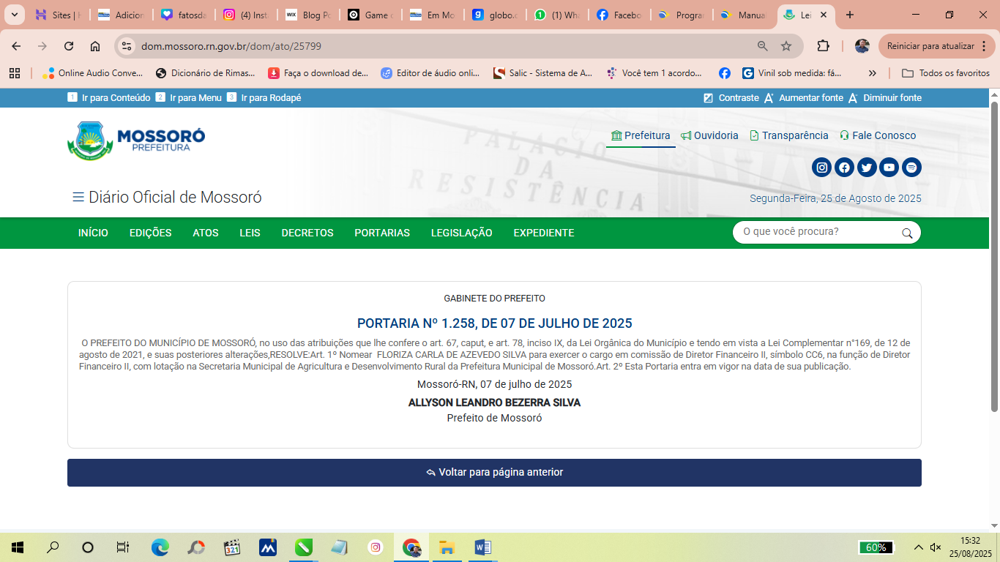 Sites | H
Adicion
fatosda
(4) Inst
WIX
Blog Po
Game o
Em Mo
globo.c
(1) Wha
Facebo
Progra
Manua
Lei
dom.mossoro.rn.gov.br/dom/ato/25799
Reiniciar para atualizar
Online Audio Conve...
Dicionário de Rimas...
Faça o download de...
Editor de áudio onli...
Salic - Sistema de A...
Você tem 1 acordo...
Vinil sob medida: fá...
Todos os favoritos
1 Ir para Conteúdo 2 Ir para Menu 3 Ir para Rodapé
Contraste Aumentar fonte Diminuir fonte
MOSSORÓ
PREFEITURA
PALÁCIO
DA
RESISTÊNCIA
Prefeitura Ouvidoria Transparência Fale Conosco
Diário Oficial de Mossoró
Segunda-Feira, 25 de Agosto de 2025
INÍCIO EDIÇÕES ATOS LEIS DECRETOS PORTARIAS LEGISLAÇÃO EXPEDIENTE
O que você procura?
GABINETE DO PREFEITO
PORTARIA Nº 1.258, DE 07 DE JULHO DE 2025
O PREFEITO DO MUNICÍPIO DE MOSSORÓ, no uso das atribuições que lhe confere o art. 67, caput, e art. 78, inciso IX, da Lei Orgânica do Município e tendo em vista a Lei Complementar n°169, de 12 de
agosto de 2021, e suas posteriores alterações,RESOLVE:Art. 1º Nomear FLORIZA CARLA DE AZEVEDO SILVA para exercer o cargo em comissão de Diretor Financeiro II, símbolo CC6, na função de Diretor
Financeiro II, com lotação na Secretaria Municipal de Agricultura e Desenvolvimento Rural da Prefeitura Municipal de Mossoró.Art. 2º Esta Portaria entra em vigor na data de sua publicação.
Mossoró-RN, 07 de julho de 2025
ALLYSON LEANDRO BEZERRA SILVA
Prefeito de Mossoró
Voltar para página anterior
321
60%
15:32
25/08/2025